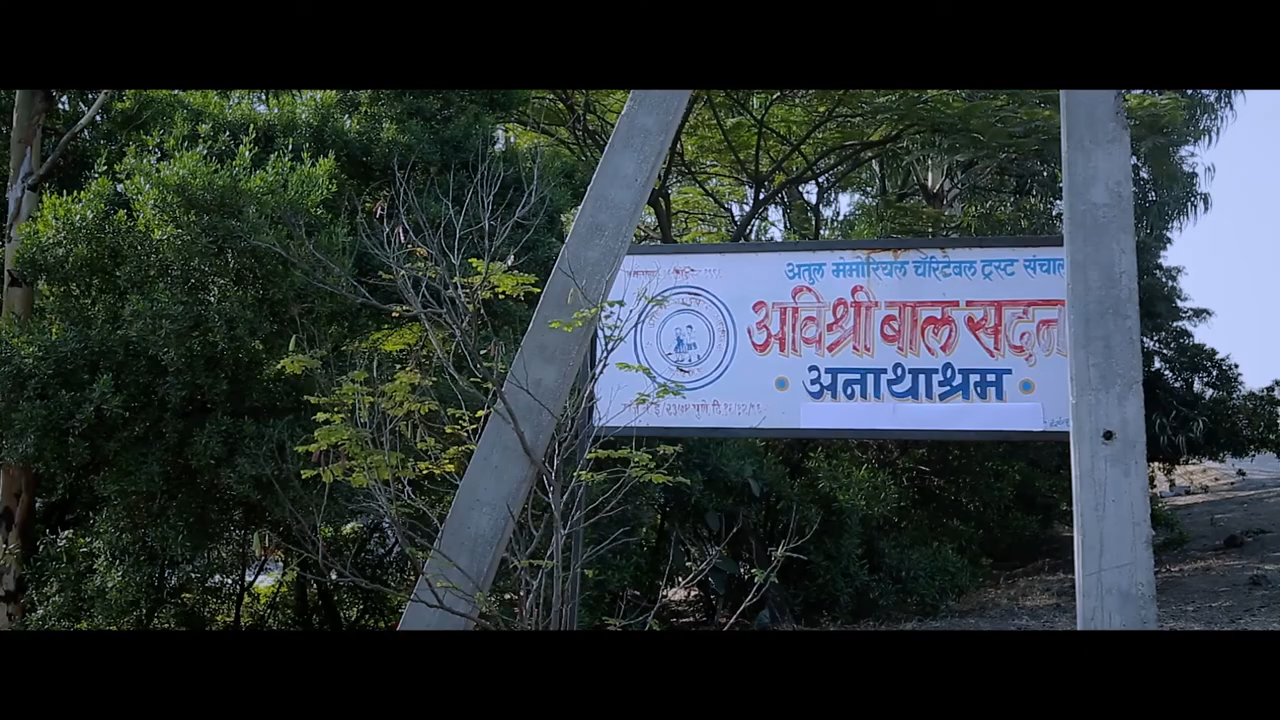 अतुल मेमोरियल चॅरिटेबल ट्रस्ट संचाल
अविश्री बाल सदन
अनाथाश्रम